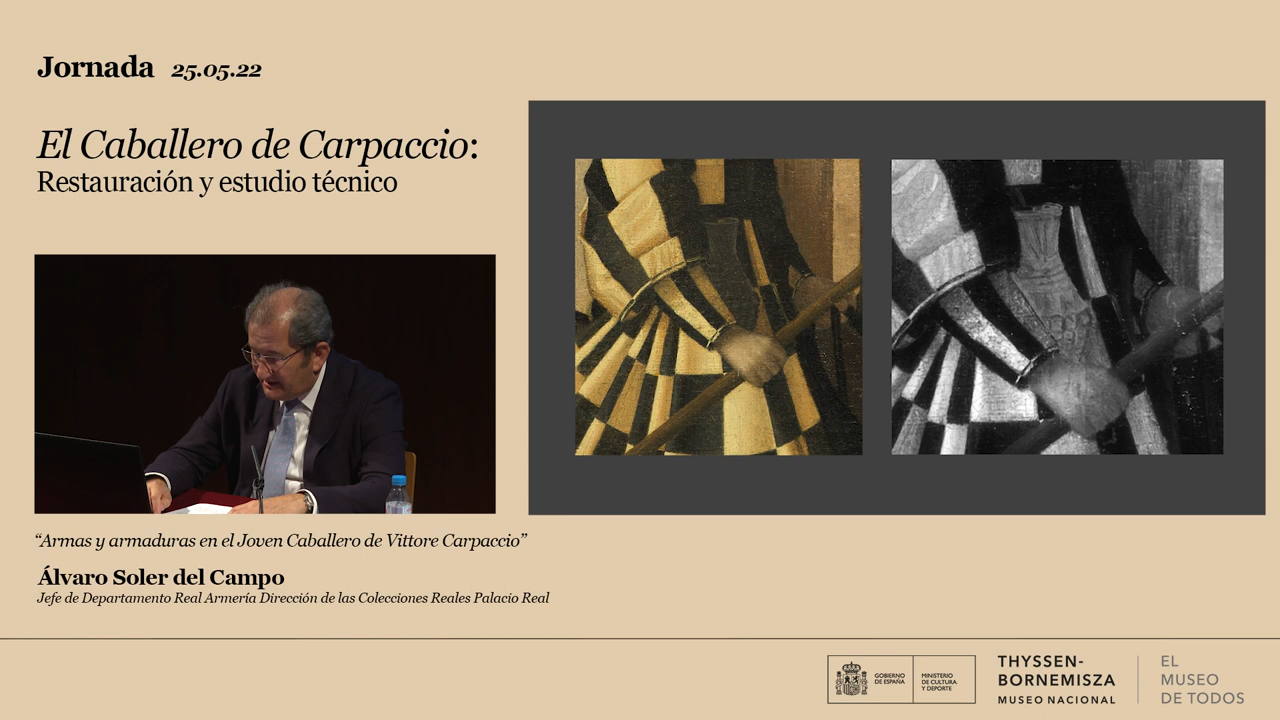 Jornada 25.05.22
El Caballero de Carpaccio:
Restauración y estudio técnico
“Armas y armaduras en el Joven Caballero de Vittore Carpaccio”
Álvaro Soler del Campo
Jefe de Departamento Real Armería Dirección de las Colecciones Reales Palacio Real
GOBIERNO
DE ESPAÑA
MINISTERIO
DE CULTURA
Y DEPORTE
THYSSEN-
BORNEMISZA
MUSEO NACIONAL
EL
MUSEO
DE TODOS